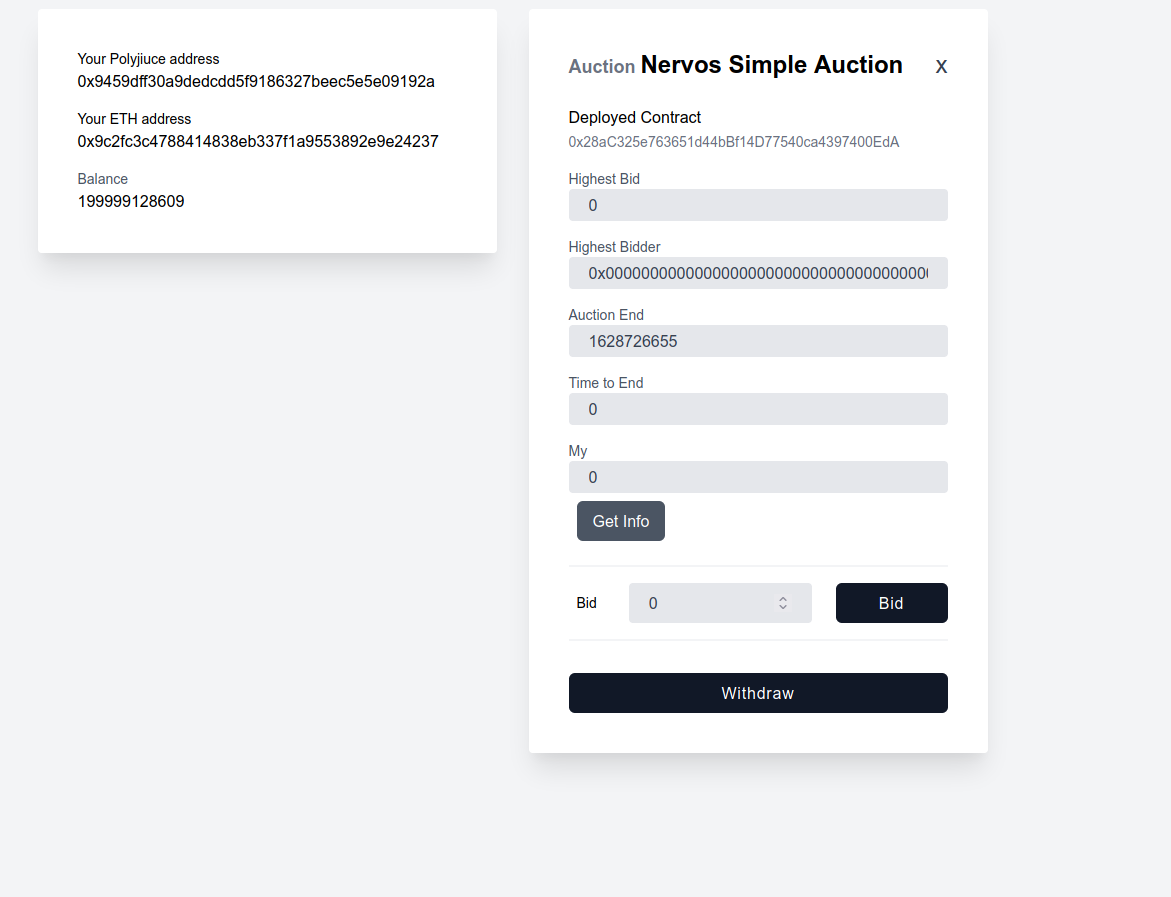 Your Polyjiuce address
0x9459dff30a9dedcdd5f9186327beec5e5e09192a
Your ETH address
0x9c2fc3c4788414838eb337f1a9553892e9e24237
Balance
199999128609
Auction Nervos Simple Auction X
Deployed Contract
0x28aC325e763651d44bBf14D77540ca4397400EdA
Highest Bid
0
Highest Bidder
0x000000000000000000000000000000000000
Auction End
1628726655
Time to End
0
My
0
Get Info
Bid 0 Bid
Withdraw